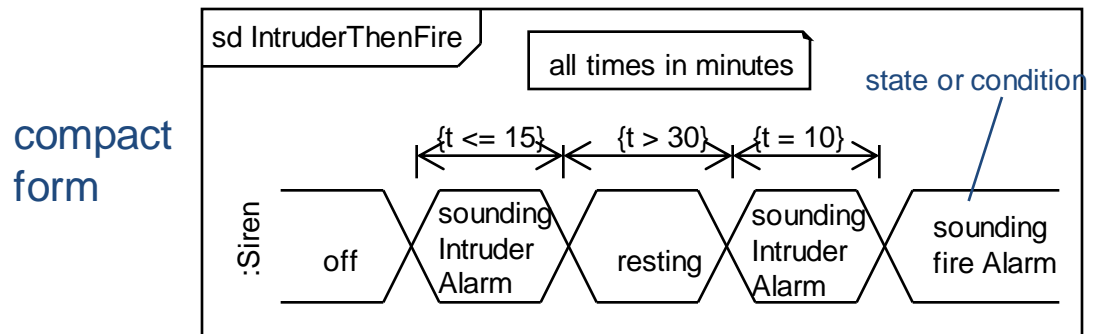 sd IntruderThenFire
all times in minutes
state or condition
compact
form
{t <= 15}
{t > 30}
{t = 10}
:Siren
off
sounding
Intruder
Alarm
resting
sounding
Intruder
Alarm
sounding
fire Alarm